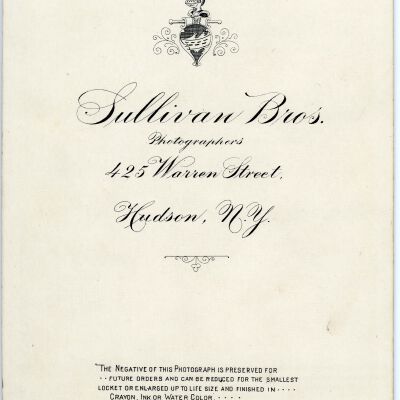 Sullivan Bros.
Photographers
425 Warren Street,
Hudson, N.Y.
THE NEGATIVE OF THIS PHOTOGRAPH IS PRESERVED FOR
· · FUTURE ORDERS AND CAN BE REDUCED FOR THE SMALLEST
LOCKET OR ENLARGED UP TO LIFE SIZE AND FINISHED IN · · · ·
CRAYON, INK OR WATER COLOR. · · · ·